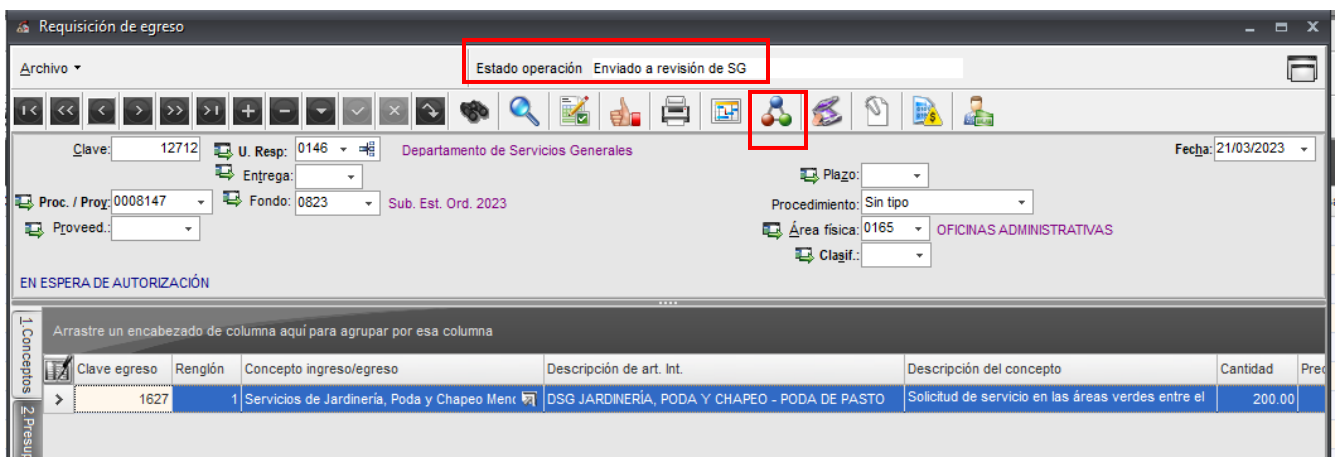 Requisición de egreso
Archivo
Estado operación Enviado a revisión de SG
Clave: 12712 U. Resp: 0146 Departamento de Servicios Generales Fecha: 21/03/2023
Entrega: Plazo:
Proc. / Proy: 0008147 Fondo: 0823 Sub. Est. Ord. 2023 Procedimiento: Sin tipo
Proveed.: Área física: 0165 OFICINAS ADMINISTRATIVAS
Clasif.:
EN ESPERA DE AUTORIZACIÓN
1.Conceptos
Arrastre un encabezado de columna aquí para agrupar por esa columna
Clave egreso Renglón Concepto ingreso/egreso Descripción de art. Int. Descripción del concepto Cantidad Prec
1627 1 Servicios de Jardinería, Poda y Chapeo Menc DSG JARDINERÍA, PODA Y CHAPEO - PODA DE PASTO Solicitud de servicio en las áreas verdes entre el 200.00
2.Presup